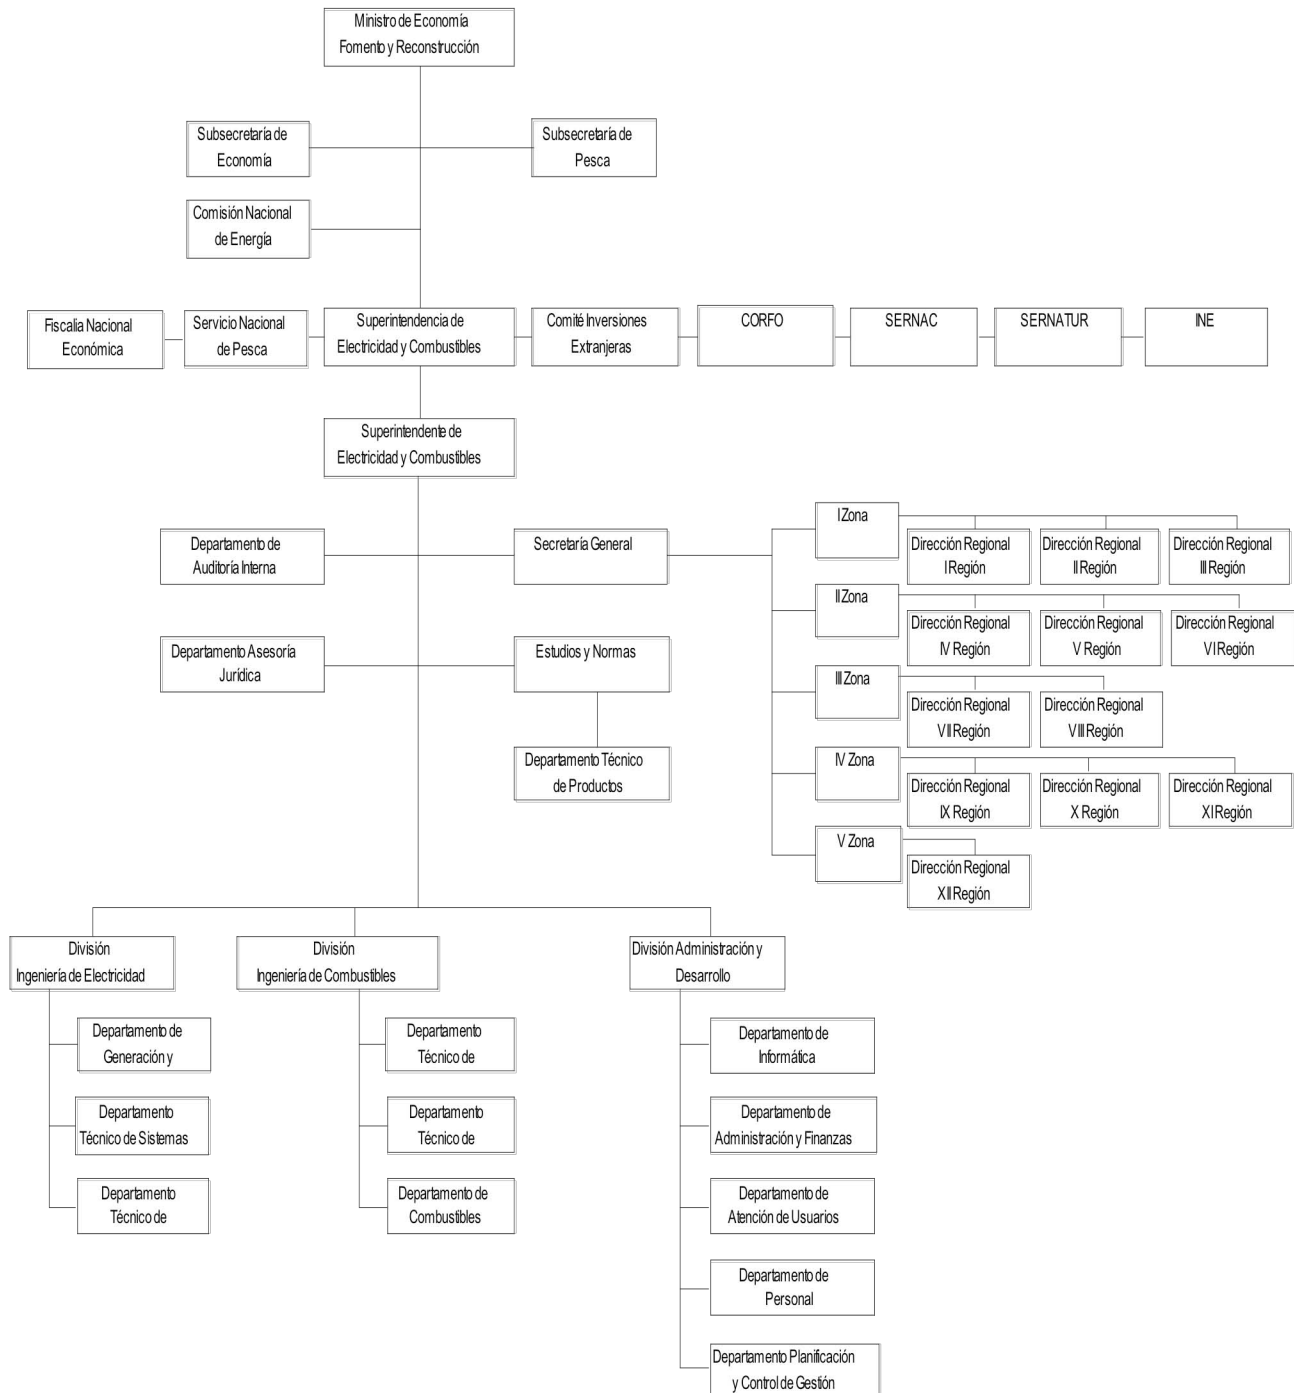 Ministro de Economía
Fomento y Reconstrucción
Subsecretaría de
Economía
Subsecretaría de
Pesca
Comisión Nacional
de Energía
Fiscalia Nacional
Económica
Servicio Nacional
de Pesca
Superintendencia de
Electricidad y Combustibles
Comité Inversiones
Extranjeras
CORFO
SERNAC
SERNATUR
INE
Superintendente de
Electricidad y Combustibles
Departamento de
Auditoría Interna
Secretaría General
I Zona
Dirección Regional
I Región
Dirección Regional
II Región
Dirección Regional
III Región
II Zona
Dirección Regional
IV Región
Dirección Regional
V Región
Dirección Regional
VI Región
Departamento Asesoría
Jurídica
Estudios y Normas
III Zona
Dirección Regional
VII Región
Dirección Regional
VIII Región
Departamento Técnico
de Productos
IV Zona
Dirección Regional
IX Región
Dirección Regional
X Región
Dirección Regional
XI Región
V Zona
Dirección Regional
XII Región
División
Ingeniería de Electricidad
División
Ingeniería de Combustibles
División Administración y
Desarrollo
Departamento de
Generación y
Departamento
Técnico de Sistemas
Departamento
Técnico de
Departamento
Técnico de
Departamento
Técnico de
Departamento de
Combustibles
Departamento de
Informática
Departamento de
Administración y Finanzas
Departamento de
Atención de Usuarios
Departamento de
Personal
Departamento Planificación
y Control de Gestión